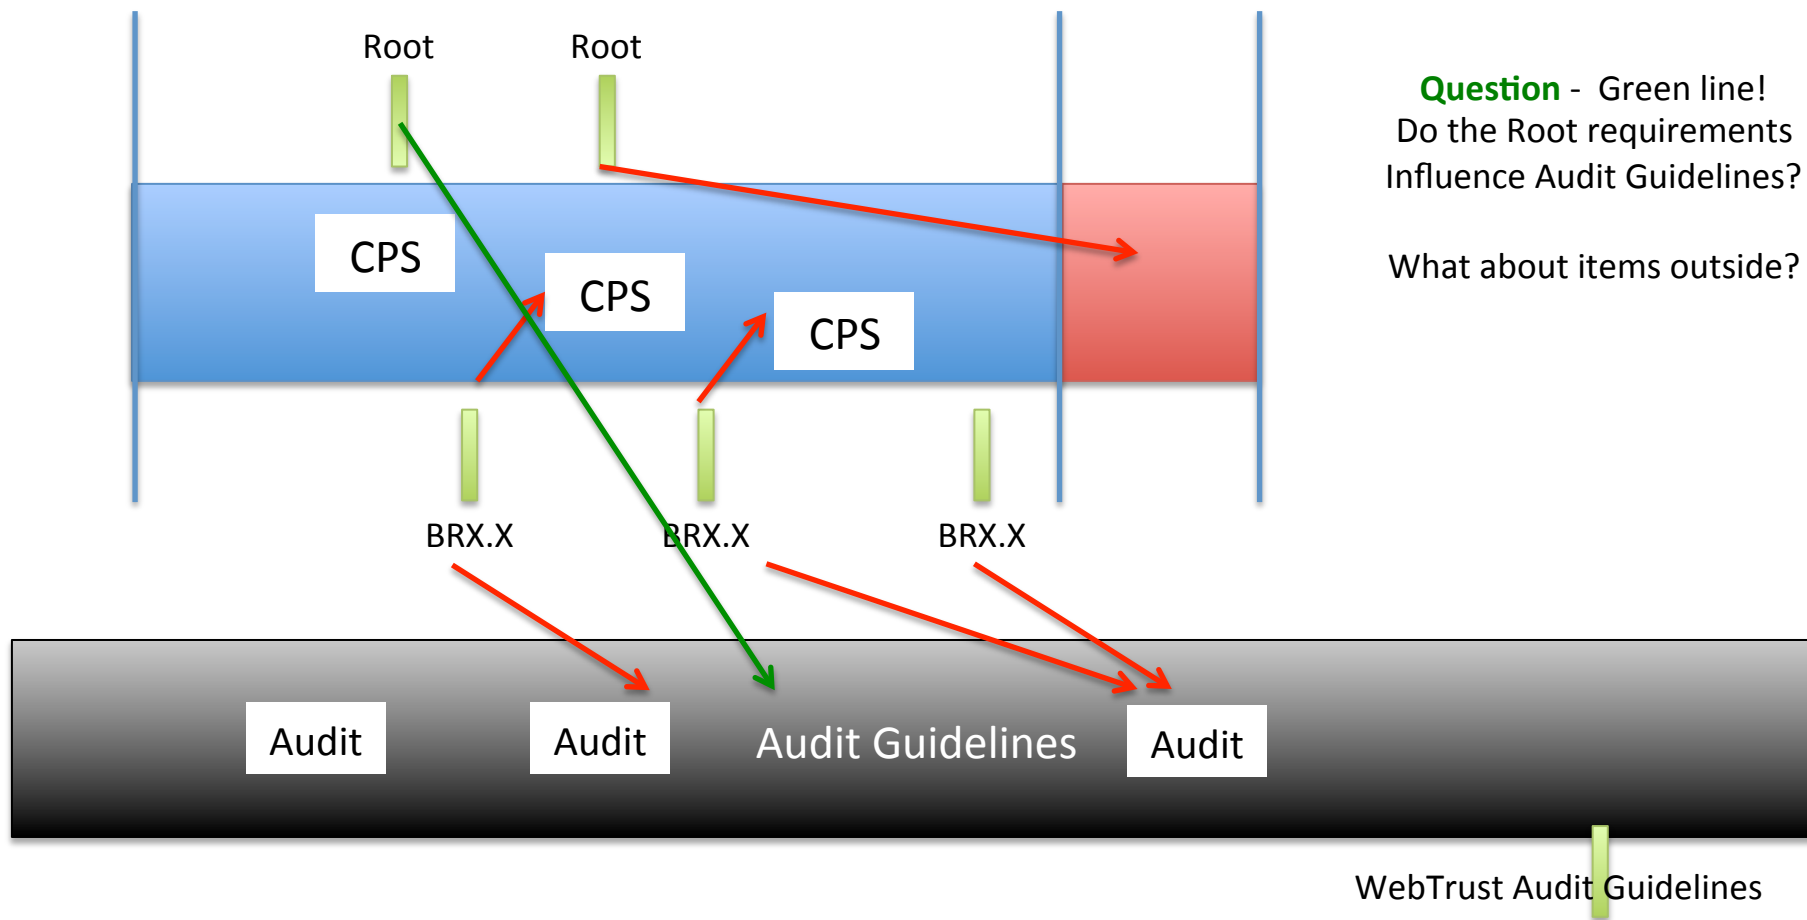 Root
Root
Question - Green line!
Do the Root requirements
Influence Audit Guidelines?
What about items outside?
CPS
CPS
CPS
BRX.X
BRX.X
BRX.X
Audit
Audit
Audit Guidelines
Audit
WebTrust Audit Guidelines